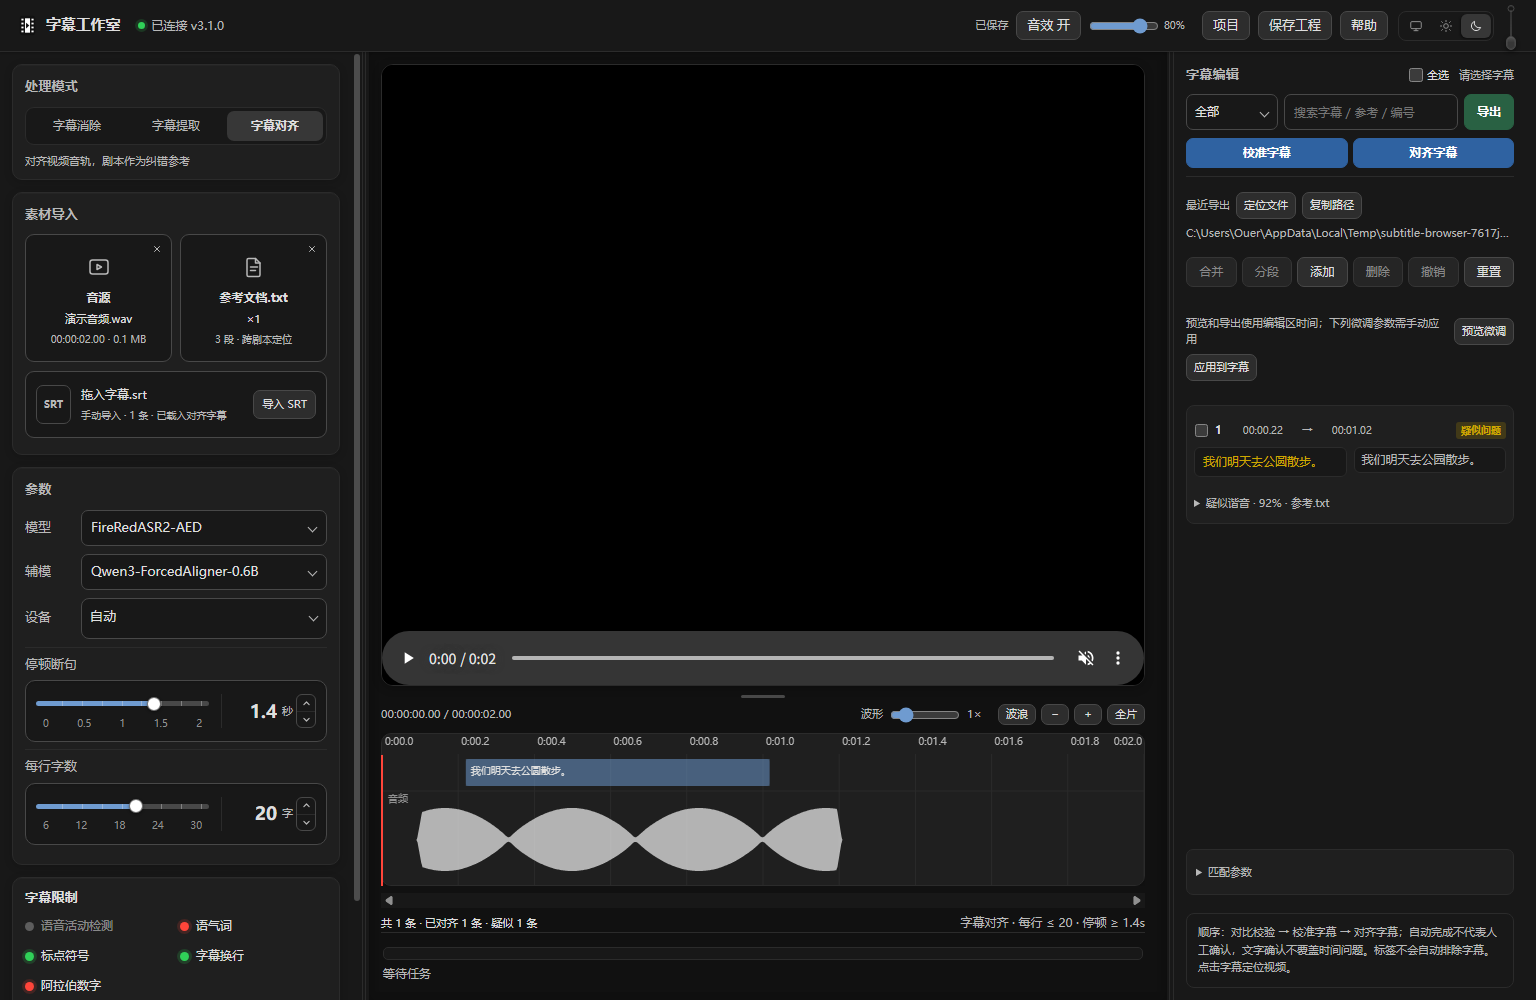 字幕工作室
已连接 v3.1.0
已保存
音效 开
80%
项目
保存工程
帮助
处理模式
字幕消除
字幕提取
字幕对齐
对齐视频音轨，剧本作为纠错参考
素材导入
×
音源
演示音频.wav
00:00:02.00 · 0.1 MB
×
参考文档.txt
×1
3 段 · 跨剧本定位
SRT
拖入字幕.srt
手动导入 · 1 条 · 已载入对齐字幕
导入 SRT
参数
模型
FireRedASR2-AED
辅模
Qwen3-ForcedAligner-0.6B
设备
自动
停顿断句
0
0.5
1
1.5
2
1.4 秒
每行字数
6
12
18
24
30
20 字
字幕限制
语音活动检测
语气词
标点符号
字幕换行
阿拉伯数字
0:00 / 0:02
00:00:00.00 / 00:00:02.00
波形
1×
波浪
−
+
全片
0:00.0
0:00.2
0:00.4
0:00.6
0:00.8
0:01.0
0:01.2
0:01.4
0:01.6
0:01.8
0:02.0
我们明天去公圆散步。
音频
共 1 条 · 已对齐 1 条 · 疑似 1 条
字幕对齐 · 每行 ≤ 20 · 停顿 ≥ 1.4s
等待任务
字幕编辑
全选
请选择字幕
全部
搜索字幕 / 参考 / 编号
导出
校准字幕
对齐字幕
最近导出
定位文件
复制路径
C:\Users\Ouer\AppData\Local\Temp\subtitle-browser-7617j...
合并
分段
添加
删除
撤销
重置
预览和导出使用编辑区时间；下列微调参数需手动应
用
预览微调
应用到字幕
1
00:00.22
→
00:01.02
疑似问题
我们明天去公圆散步。
我们明天去公园散步。
疑似谐音 · 92% · 参考.txt
匹配参数
顺序：对比校验 → 校准字幕 → 对齐字幕；自动完成不代表人
工确认，文字确认不覆盖时间问题。标签不会自动排除字幕。
点击字幕定位视频。